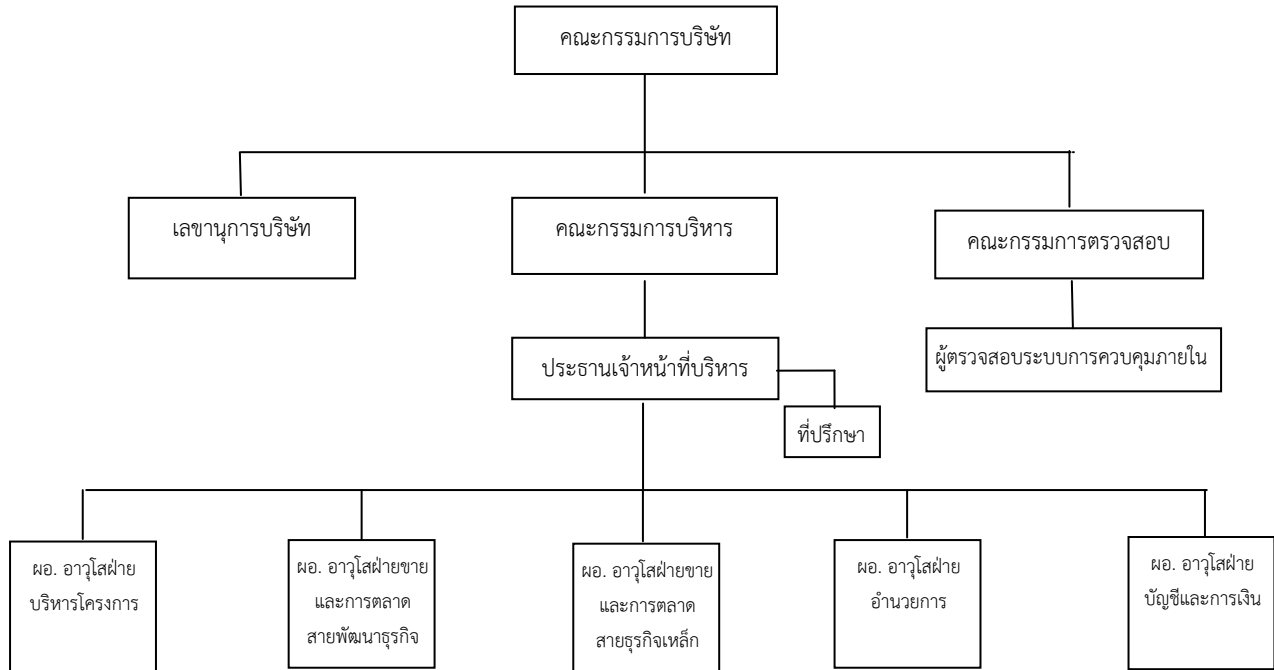 คณะกรรมการบริษัท
เลขานุการบริษัท
คณะกรรมการบริหาร
คณะกรรมการตรวจสอบ
ประธานเจ้าหน้าที่บริหาร
ผู้ตรวจสอบระบบการควบคุมภายใน
ที่ปรึกษา
ผอ. อาวุโสฝ่าย
บริหารโครงการ
ผอ. อาวุโสฝ่ายขาย
และการตลาด
สายพัฒนาธุรกิจ
ผอ. อาวุโสฝ่ายขาย
และการตลาด
สายธุรกิจเหล็ก
ผอ. อาวุโสฝ่าย
อำนวยการ
ผอ. อาวุโสฝ่าย
บัญชีและการเงิน